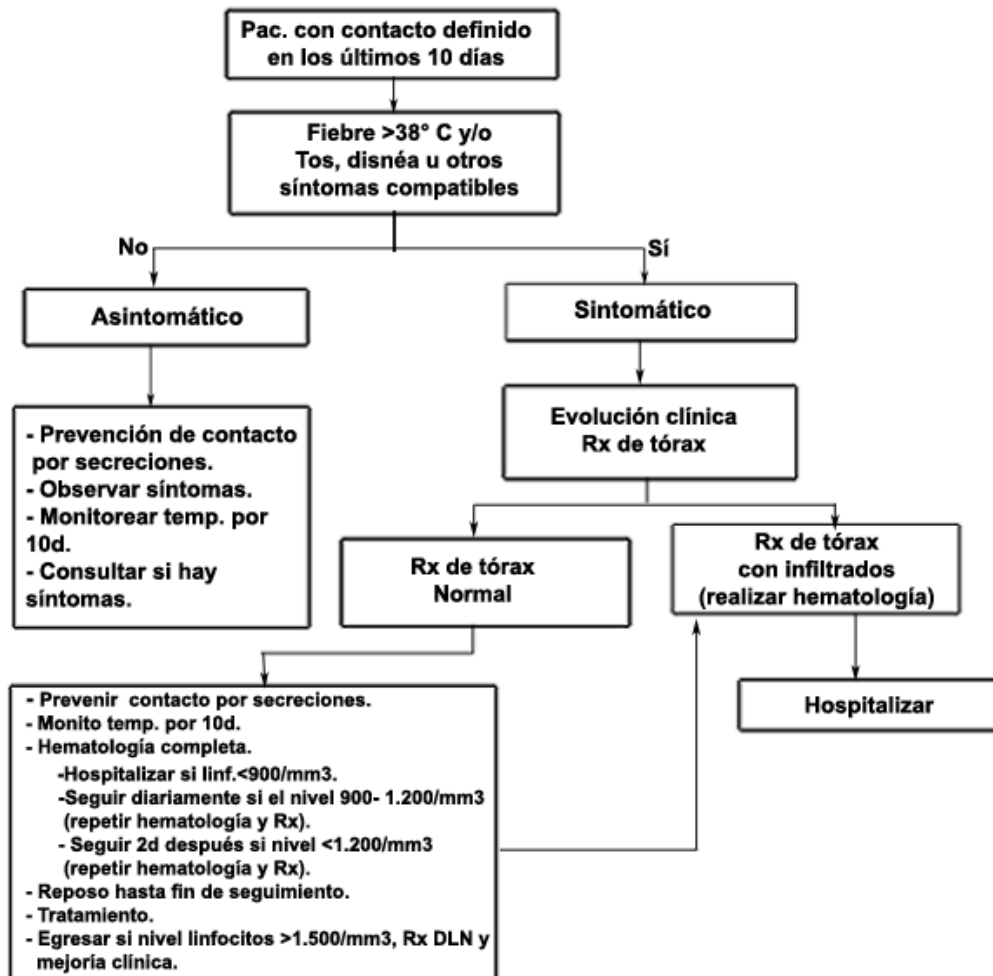 Pac. con contacto definido
en los últimos 10 días
Fiebre >38° C y/o
Tos, disnéa u otros
síntomas compatibles
No
Sí
Asintomático
Sintomático
- Prevención de contacto
por secreciones.
- Observar síntomas.
- Monitorear temp. por
10d.
- Consultar si hay
síntomas.
Evolución clínica
Rx de tórax
Rx de tórax
Normal
Rx de tórax
con infiltrados
(realizar hematología)
Hospitalizar
- Prevenir contacto por secreciones.
- Monito temp. por 10d.
- Hematología completa.
-Hospitalizar si linf.<900/mm3.
-Seguir diariamente si el nivel 900- 1.200/mm3
(repetir hematología y Rx).
- Seguir 2d después si nivel <1.200/mm3
(repetir hematología y Rx).
- Reposo hasta fin de seguimiento.
- Tratamiento.
- Egresar si nivel linfocitos >1.500/mm3, Rx DLN y
mejoría clínica.